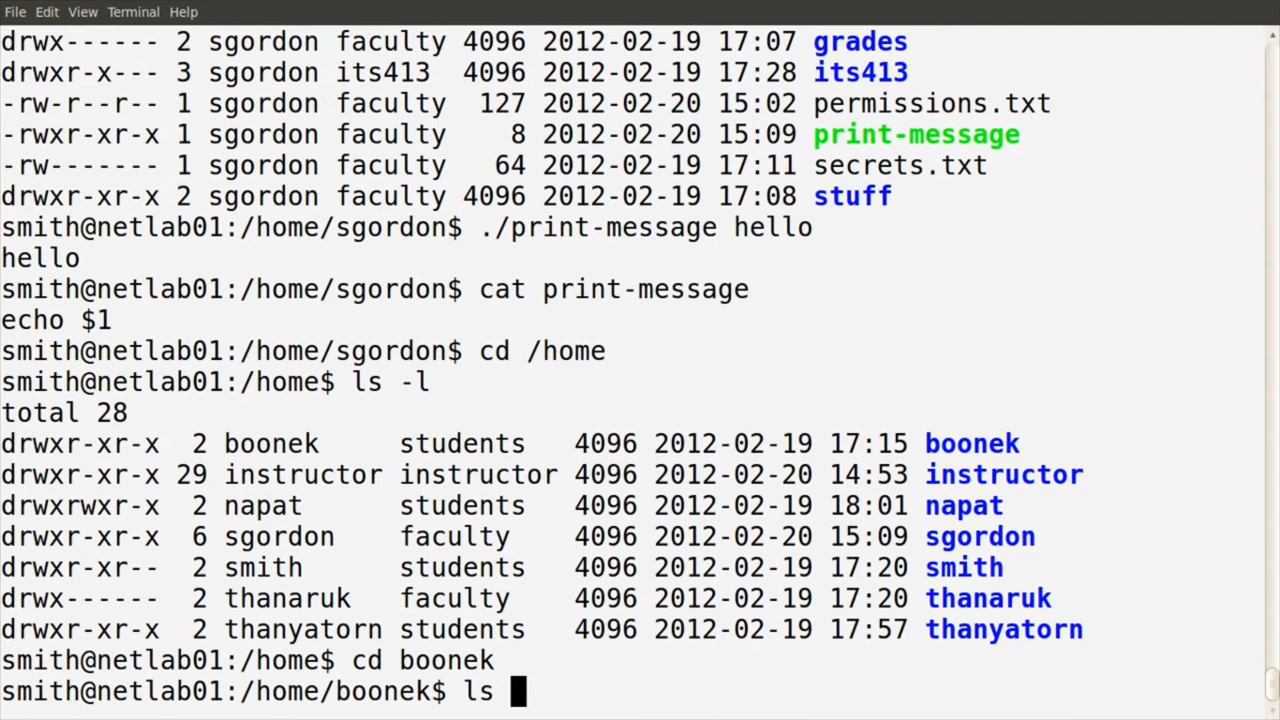 File Edit View Terminal Help
drwx------ 2 sgordon faculty 4096 2012-02-19 17:07 grades
drwxr-x--- 3 sgordon its413  4096 2012-02-19 17:28 its413
-rw-r--r-- 1 sgordon faculty  127 2012-02-20 15:02 permissions.txt
-rwxr-xr-x 1 sgordon faculty    8 2012-02-20 15:09 print-message
-rw------- 1 sgordon faculty   64 2012-02-19 17:11 secrets.txt
drwxr-xr-x 2 sgordon faculty 4096 2012-02-19 17:08 stuff
smith@netlab01:/home/sgordon$ ./print-message hello
hello
smith@netlab01:/home/sgordon$ cat print-message
echo $1
smith@netlab01:/home/sgordon$ cd /home
smith@netlab01:/home$ ls -l
total 28
drwxr-xr-x  2 boonek     students   4096 2012-02-19 17:15 boonek
drwxr-xr-x 29 instructor instructor 4096 2012-02-20 14:53 instructor
drwxrwxr-x  2 napat      students   4096 2012-02-19 18:01 napat
drwxr-xr-x  6 sgordon    faculty    4096 2012-02-20 15:09 sgordon
drwxr-xr--  2 smith      students   4096 2012-02-19 17:20 smith
drwx------  2 thanaruk   faculty    4096 2012-02-19 17:20 thanaruk
drwxr-xr-x  2 thanyatorn students   4096 2012-02-19 17:57 thanyatorn
smith@netlab01:/home$ cd boonek
smith@netlab01:/home/boonek$ ls